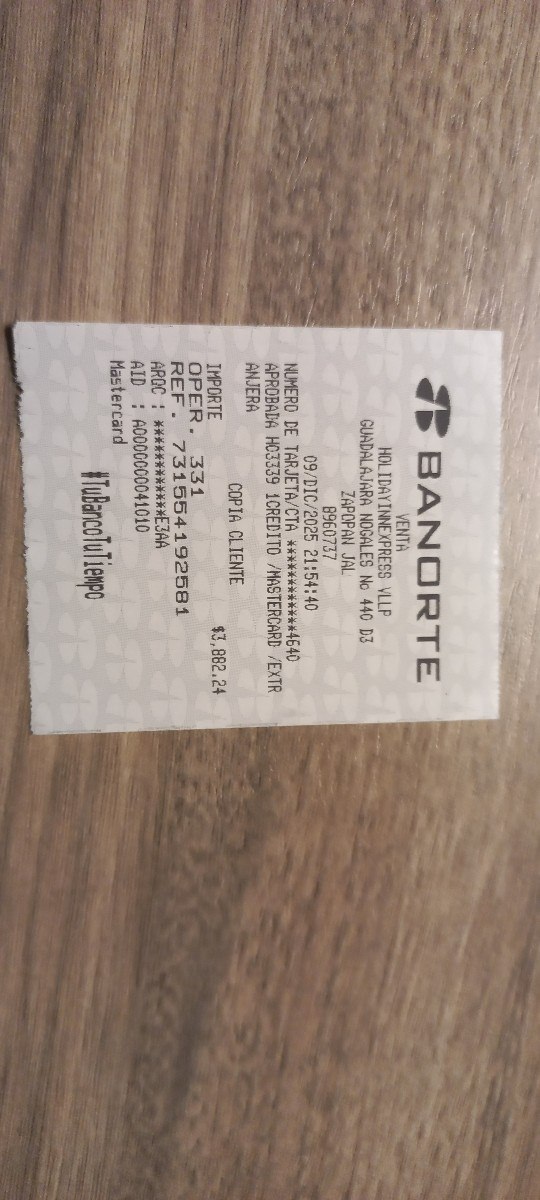 BANORTE
VENTA
HOLIDAYINNEXPRESS VLLP
GUADALAJARA NOGALES No 440 D3
ZAPOPAN JAL
8960737
09/DIC/2025 21:54:40
NUMERO DE TARJETA/CTA ************4640
APROBADA H03339 1CREDITO /MASTERCARD /EXTR
ANJERA
COPIA CLIENTE
IMPORTE $3,882.24
OPER. 331
REF. 731554192581
ARQC : ************E3AA
AID : A0000000041010
Mastercard
#TuBancoTuTiempo